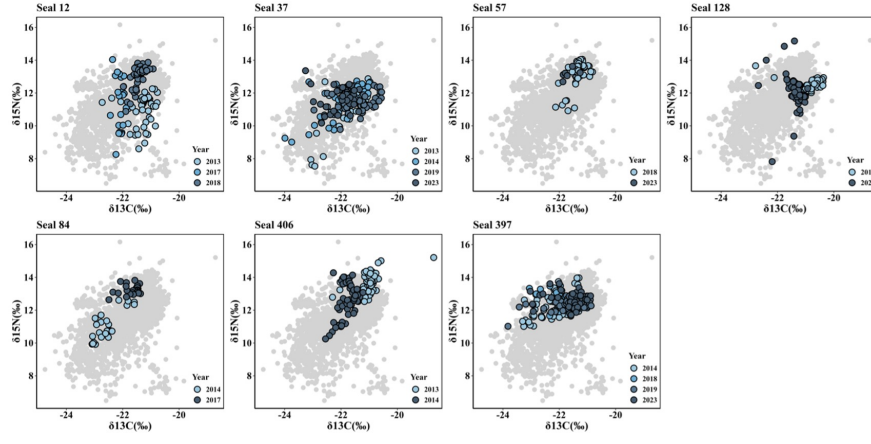 Seal 12
Seal 37
Seal 57
Seal 128
δ15N(‰)
16
14
12
10
8
Year
2013
2017
2018
-24
-22
-20
δ13C(‰)
δ15N(‰)
16
14
12
10
8
Year
2013
2014
2019
2023
-24
-22
-20
δ13C(‰)
δ15N(‰)
16
14
12
10
8
Year
2018
2023
-24
-22
-20
δ13C(‰)
δ15N(‰)
16
14
12
10
8
-24
-22
δ13C(‰)
Seal 84
Seal 406
Seal 397
δ15N(‰)
16
14
12
10
8
Year
2014
2017
-24
-22
-20
δ13C(‰)
δ15N(‰)
16
14
12
10
8
Year
2013
2014
-24
-22
-20
δ13C(‰)
δ15N(‰)
16
14
12
10
8
Year
2014
2018
2019
2023
-24
-22
-20
δ13C(‰)